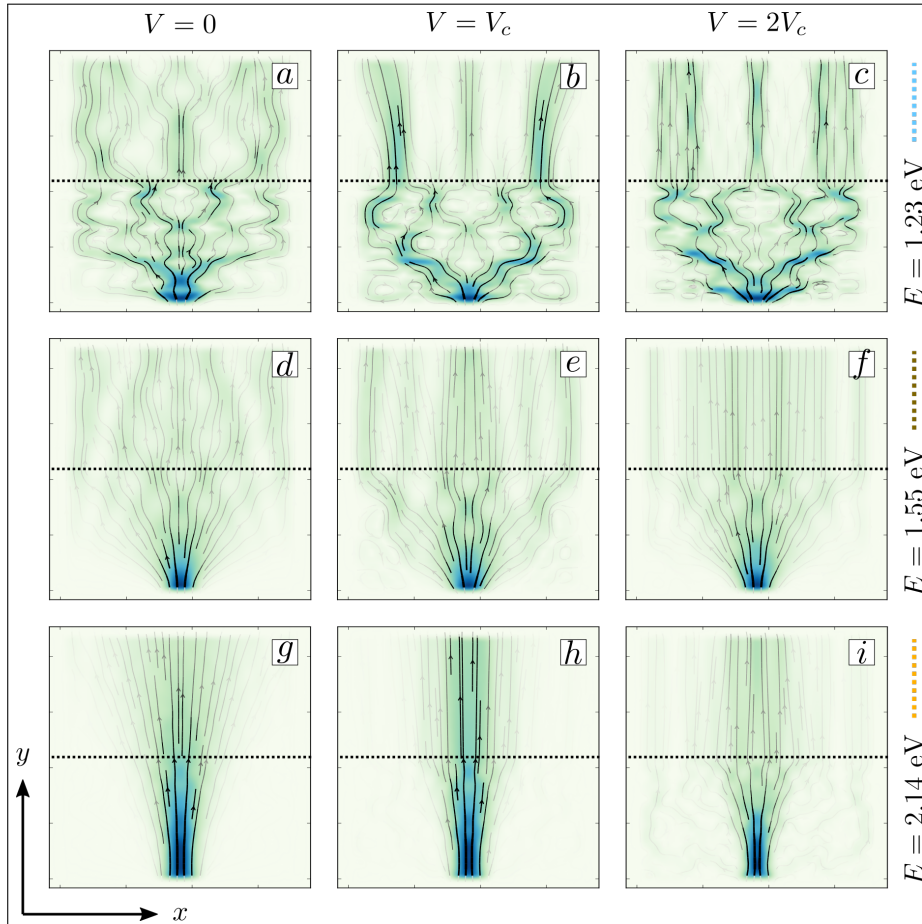 V = 0
V = V_c
V = 2V_c
a
b
c
E = 1.23 eV
d
e
f
E = 1.55 eV
g
h
i
E = 2.14 eV
y
x